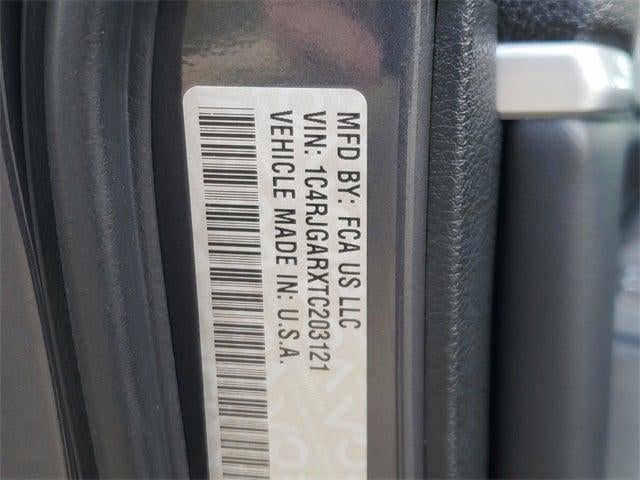 MFD BY: FCA US LLC
VIN: 1C4RJGARXTC203121
VEHICLE MADE IN: U.S.A.